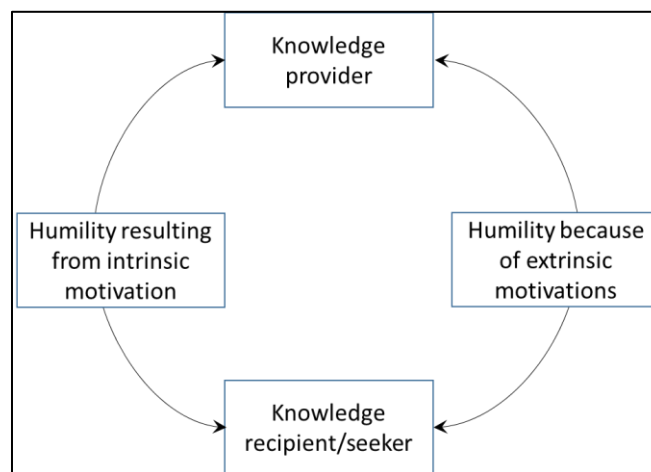 Knowledge
provider
Humility resulting
from intrinsic
motivation
Humility because
of extrinsic
motivations
Knowledge
recipient/seeker